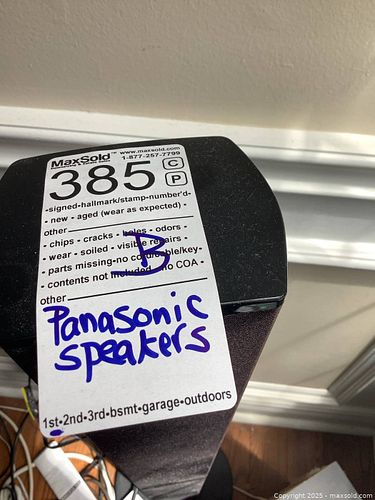 MaxSold™ www.maxsold.com
1-877-257-7799
385 C
P
-signed-hallmark/stamp-number'd-
- new - aged (wear as expected) -
other
- chips - cracks - holes - odors -
- wear - soiled - visible repairs -
- parts missing-no cord/cable/key-
- contents not included -no COA -
B
other
Panasonic
speakers
1st-2nd-3rd-bsmt-garage-outdoors
Copyright 2025 - maxsold.com